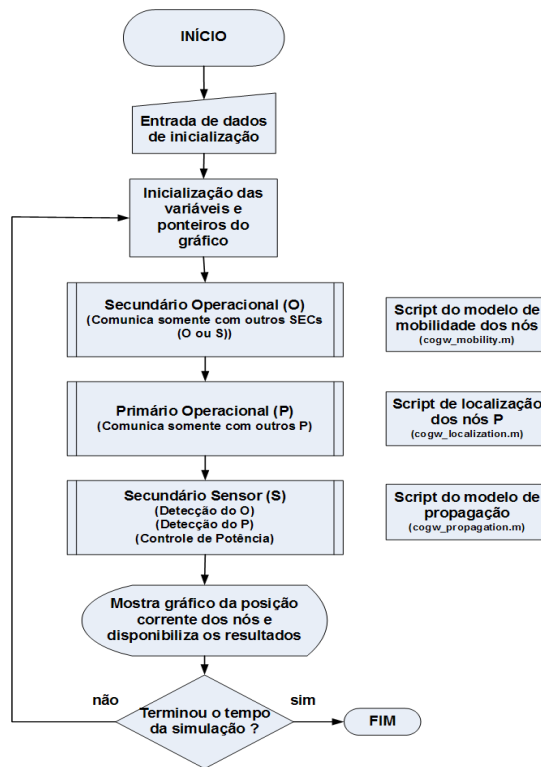 INÍCIO
Entrada de dados
de inicialização
Inicialização das
variáveis e
ponteiros do
gráfico
Secundário Operacional (O)
(Comunica somente com outros SECs
(O ou S))
Script do modelo de
mobilidade dos nós
(cogw_mobility.m)
Primário Operacional (P)
(Comunica somente com outros P)
Script de localização
dos nós P
(cogw_localization.m)
Secundário Sensor (S)
(Detecção do O)
(Detecção do P)
(Controle de Potência)
Script do modelo de
propagação
(cogw_propagation.m)
Mostra gráfico da posição
corrente dos nós e
disponibiliza os resultados
não
sim
Terminou o tempo
da simulação ?
FIM